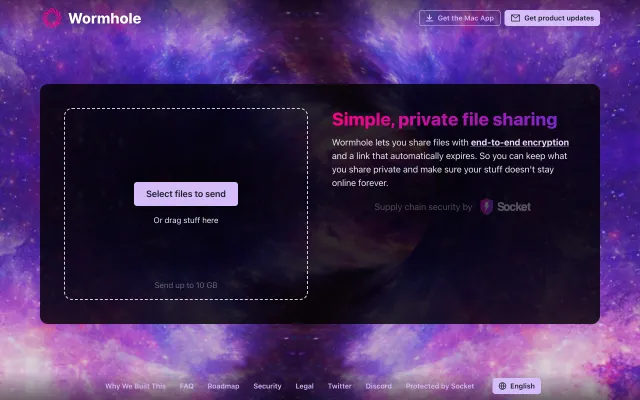 Wormhole
Get the Mac App
Get product updates
Select files to send
Or drag stuff here
Send up to 10 GB
Simple, private file sharing
Wormhole lets you share files with end-to-end encryption
and a link that automatically expires. So you can keep what
you share private and make sure your stuff doesn't stay
online forever.
Supply chain security by Socket
Why We Built This FAQ Roadmap Security Legal Twitter Discord Protected by Socket English